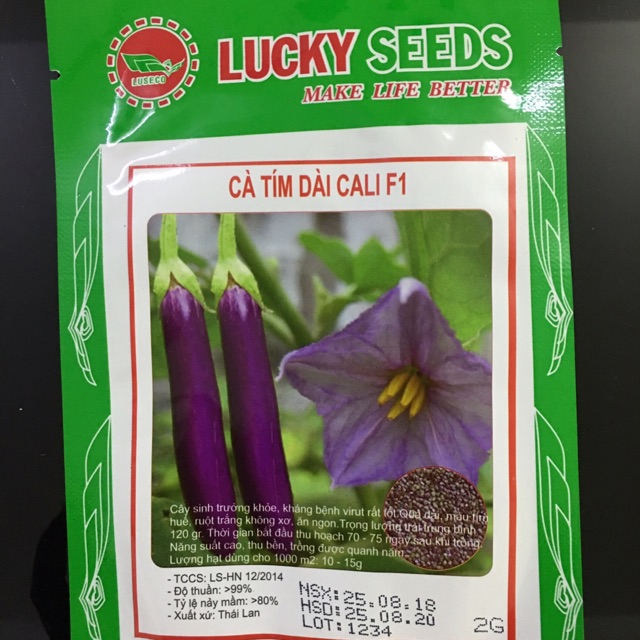 LUSECO
LUCKY SEEDS
MAKE LIFE BETTER
CÀ TÍM DÀI CALI F1
Cây sinh trưởng khỏe, kháng bệnh virut rất tốt.Quả dài, màu tím
huế, ruột trắng không xơ, ăn ngon.Trọng lượng trái trung bình
120 gr. Thời gian bắt đầu thu hoạch 70 - 75 ngày sau khi trồng.
Năng suất cao, thu bền, trồng được quanh năm.
Lượng hạt dùng cho 1000 m2: 10 - 15g
- TCCS: LS-HN 12/2014
- Độ thuần: >99%
- Tỷ lệ nảy mầm: >80%
- Xuất xứ: Thái Lan
NSX:25.08.18
HSD:25.08.20
LOT:1234
2G